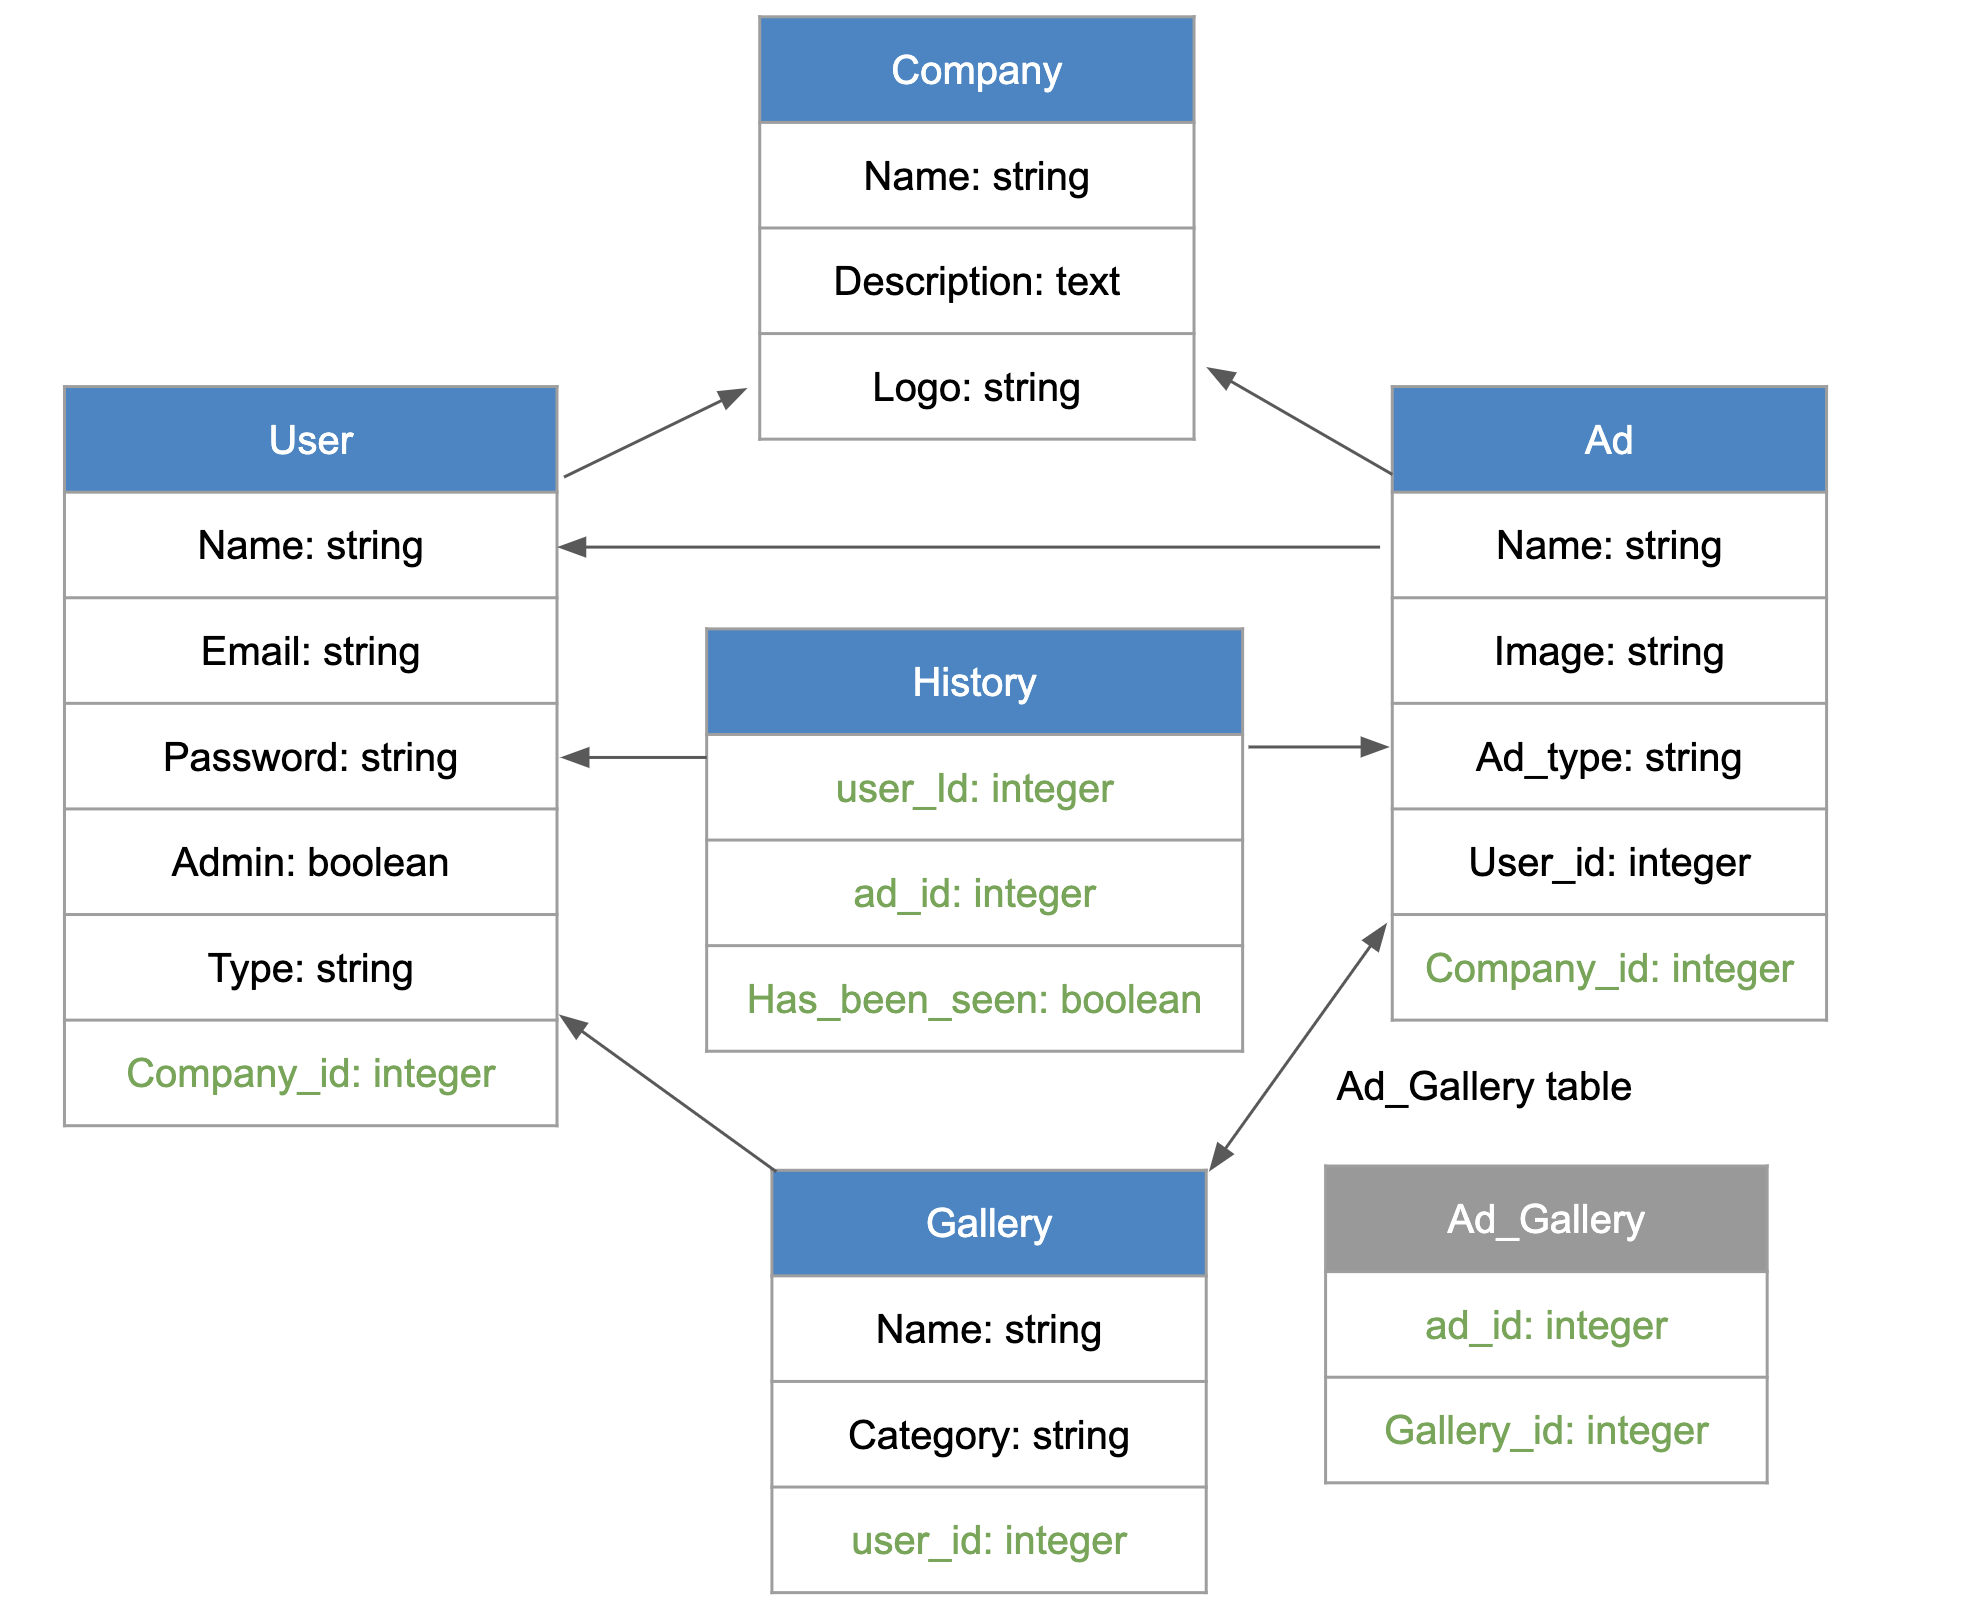 Company
Name: string
Description: text
Logo: string
User
Name: string
Email: string
Password: string
Admin: boolean
Type: string
Company_id: integer
History
user_Id: integer
ad_id: integer
Has_been_seen: boolean
Ad
Name: string
Image: string
Ad_type: string
User_id: integer
Company_id: integer
Ad_Gallery table
Gallery
Name: string
Category: string
user_id: integer
Ad_Gallery
ad_id: integer
Gallery_id: integer